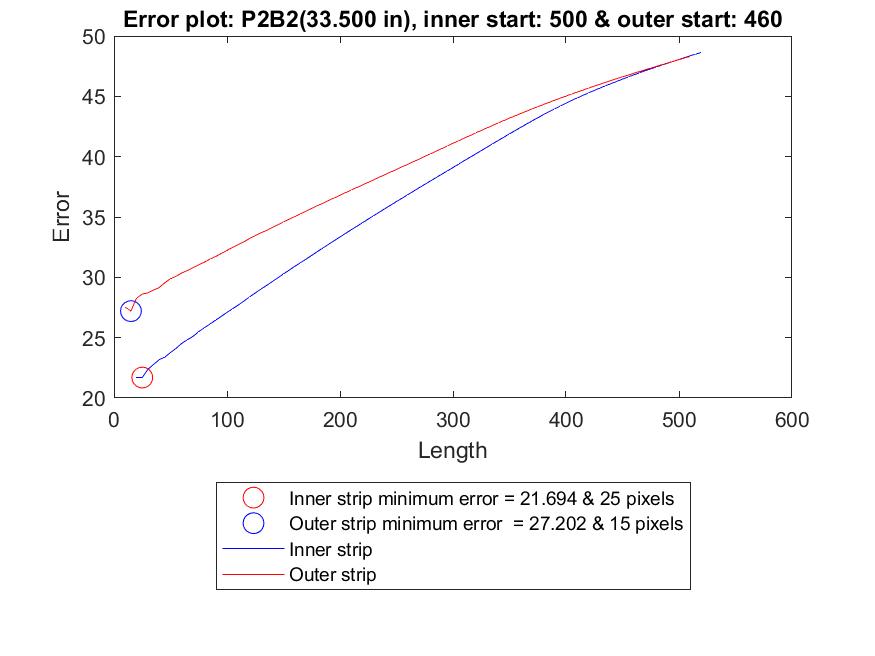 Error plot: P2B2(33.500 in), inner start: 500 & outer start: 460
50
45
40
35
30
25
20
Error
0 100 200 300 400 500 600
Length
Inner strip minimum error = 21.694 & 25 pixels
Outer strip minimum error  = 27.202 & 15 pixels
Inner strip
Outer strip